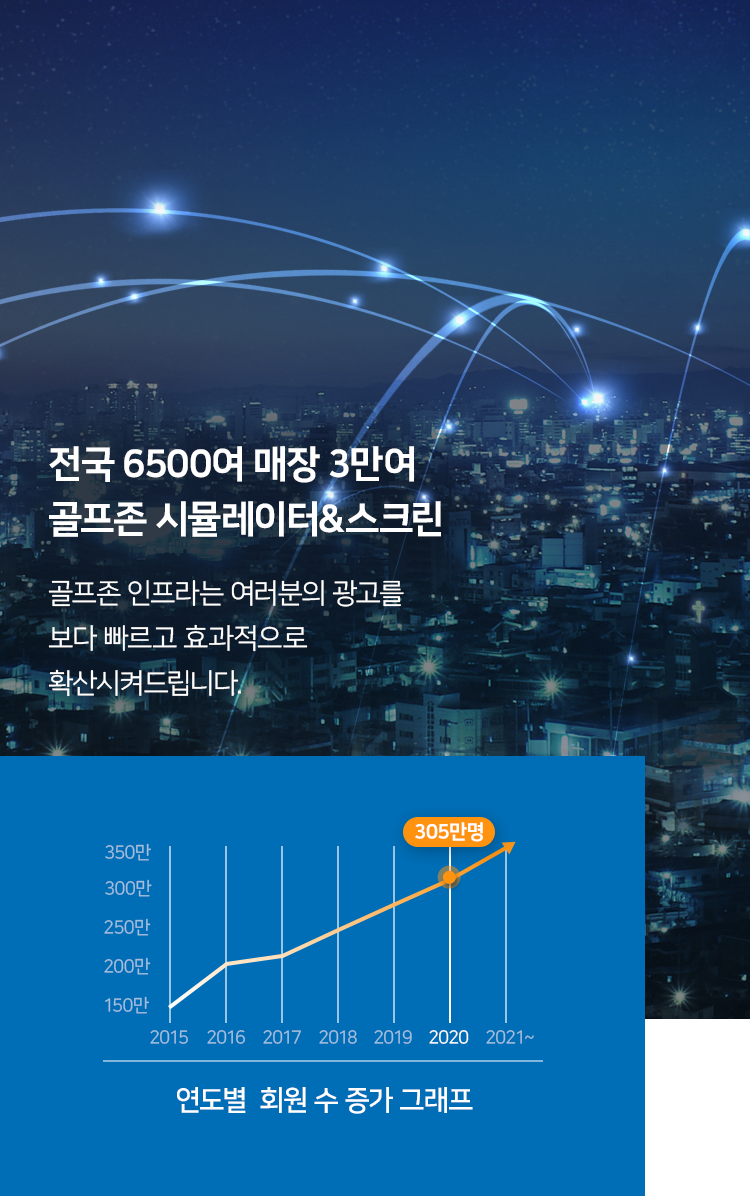 전국 6500여 매장 3만여
골프존 시뮬레이터&스크린
골프존 인프라는 여러분의 광고를
보다 빠르고 효과적으로
확산시켜드립니다.
305만명
350만
300만
250만
200만
150만
2015 2016 2017 2018 2019 2020 2021~
연도별 회원 수 증가 그래프